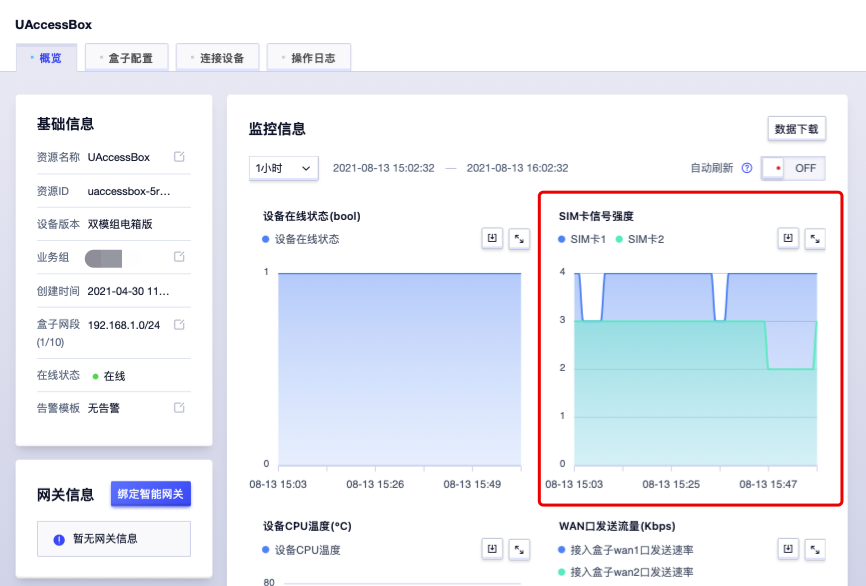 UAccessBox
概览
盒子配置
连接设备
操作日志
基础信息
资源名称 UAccessBox
资源ID uaccessbox-5r...
设备版本 双模组电箱版
业务组
创建时间 2021-04-30 11...
盒子网段 192.168.1.0/24
(1/10)
在线状态 在线
告警模板 无告警
网关信息 绑定智能网关
暂无网关信息
监控信息 数据下载
1小时 2021-08-13 15:02:32 — 2021-08-13 16:02:32 自动刷新 OFF
设备在线状态(bool)
设备在线状态
1
0
08-13 15:03 08-13 15:26 08-13 15:49
SIM卡信号强度
SIM卡1 SIM卡2
4
3
2
1
0
08-13 15:03 08-13 15:25 08-13 15:47
设备CPU温度(°C)
设备CPU温度
80
WAN口发送流量(Kbps)
接入盒子wan1口发送速率
接入盒子wan2口发送速率